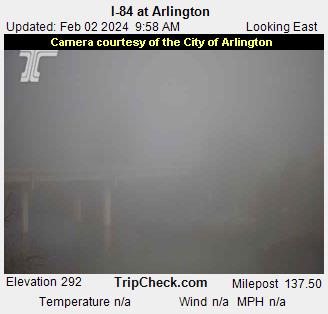 I-84 at Arlington
Updated: Feb 02 2024 9:58 AM Looking East
Camera courtesy of the City of Arlington
Elevation 292 TripCheck.com Milepost 137.50
Temperature n/a Wind n/a MPH n/a